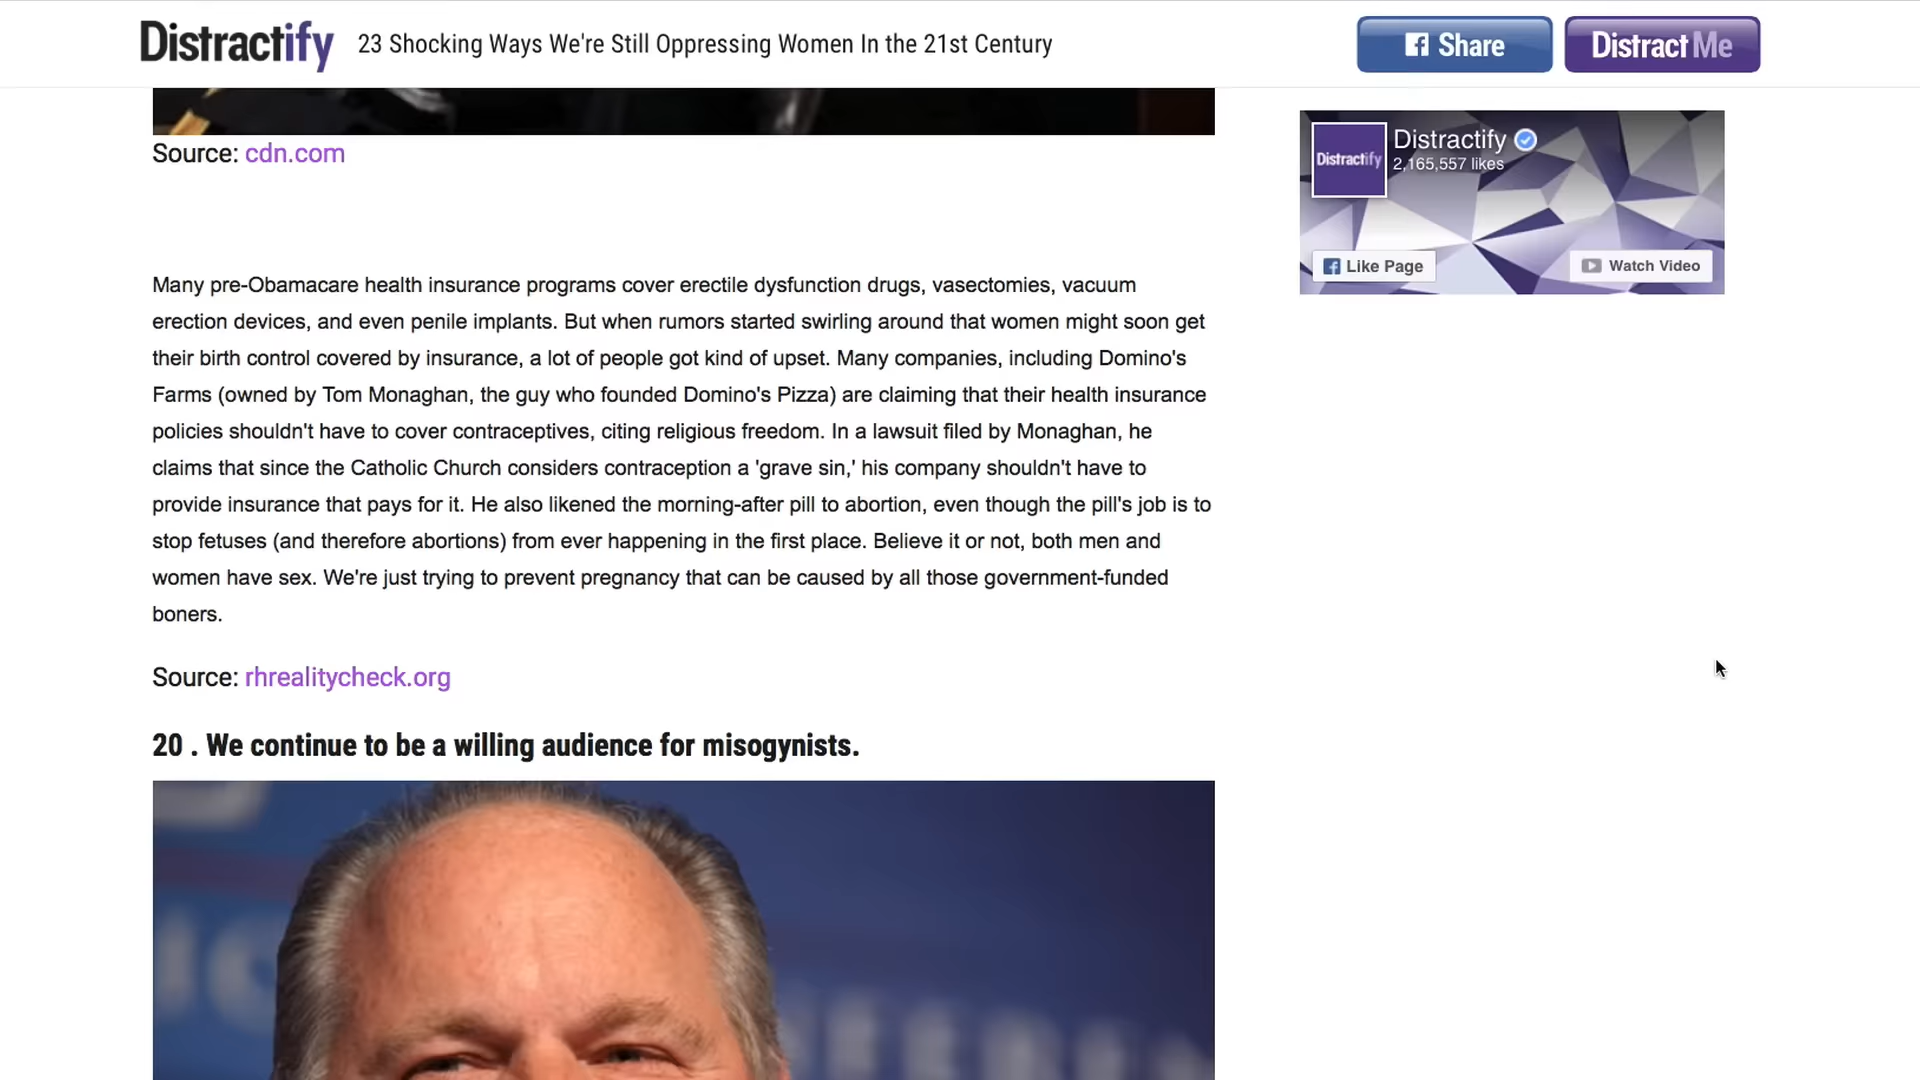 Distractify 23 Shocking Ways We're Still Oppressing Women In the 21st Century Share DistractMe
Source: cdn.com
Many pre-Obamacare health insurance programs cover erectile dysfunction drugs, vasectomies, vacuum
erection devices, and even penile implants. But when rumors started swirling around that women might soon get
their birth control covered by insurance, a lot of people got kind of upset. Many companies, including Domino's
Farms (owned by Tom Monaghan, the guy who founded Domino's Pizza) are claiming that their health insurance
policies shouldn't have to cover contraceptives, citing religious freedom. In a lawsuit filed by Monaghan, he
claims that since the Catholic Church considers contraception a 'grave sin,' his company shouldn't have to
provide insurance that pays for it. He also likened the morning-after pill to abortion, even though the pill's job is to
stop fetuses (and therefore abortions) from ever happening in the first place. Believe it or not, both men and
women have sex. We're just trying to prevent pregnancy that can be caused by all those government-funded
boners.
Source: rhrealitycheck.org
20 . We continue to be a willing audience for misogynists.
Distractify
Distractify
2,165,557 likes
Like Page
Watch Video